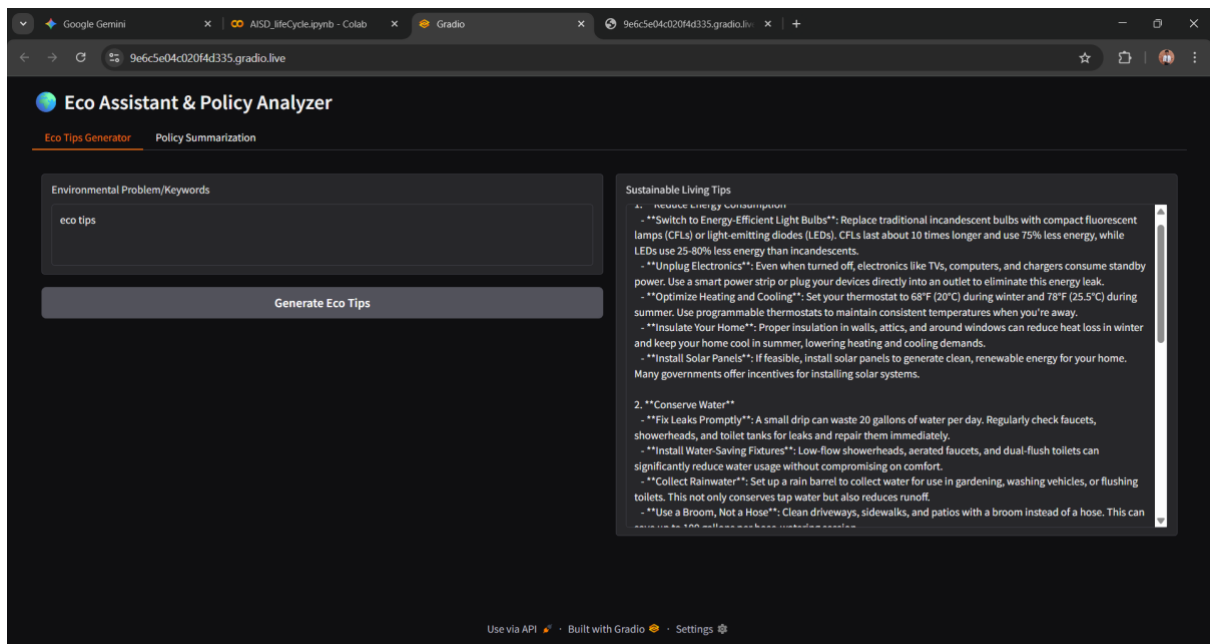 Google Gemini
AISD_lifeCycle.ipynb - Colab
Gradio
9e6c5e04c020f4d335.gradio.liv
9e6c5e04c020f4d335.gradio.live
Eco Assistant & Policy Analyzer
Eco Tips Generator
Policy Summarization
Environmental Problem/Keywords
eco tips
Generate Eco Tips
Sustainable Living Tips
1. **Reduce Energy Consumption**
- **Switch to Energy-Efficient Light Bulbs**: Replace traditional incandescent bulbs with compact fluorescent
lamps (CFLs) or light-emitting diodes (LEDs). CFLs last about 10 times longer and use 75% less energy, while
LEDs use 25-80% less energy than incandescents.
- **Unplug Electronics**: Even when turned off, electronics like TVs, computers, and chargers consume standby
power. Use a smart power strip or plug your devices directly into an outlet to eliminate this energy leak.
- **Optimize Heating and Cooling**: Set your thermostat to 68°F (20°C) during winter and 78°F (25.5°C) during
summer. Use programmable thermostats to maintain consistent temperatures when you're away.
- **Insulate Your Home**: Proper insulation in walls, attics, and around windows can reduce heat loss in winter
and keep your home cool in summer, lowering heating and cooling demands.
- **Install Solar Panels**: If feasible, install solar panels to generate clean, renewable energy for your home.
Many governments offer incentives for installing solar systems.
2. **Conserve Water**
- **Fix Leaks Promptly**: A small drip can waste 20 gallons of water per day. Regularly check faucets,
showerheads, and toilet tanks for leaks and repair them immediately.
- **Install Water-Saving Fixtures**: Low-flow showerheads, aerated faucets, and dual-flush toilets can
significantly reduce water usage without compromising on comfort.
- **Collect Rainwater**: Set up a rain barrel to collect water for use in gardening, washing vehicles, or flushing
toilets. This not only conserves tap water but also reduces runoff.
- **Use a Broom, Not a Hose**: Clean driveways, sidewalks, and patios with a broom instead of a hose. This can
Use via API · Built with Gradio · Settings